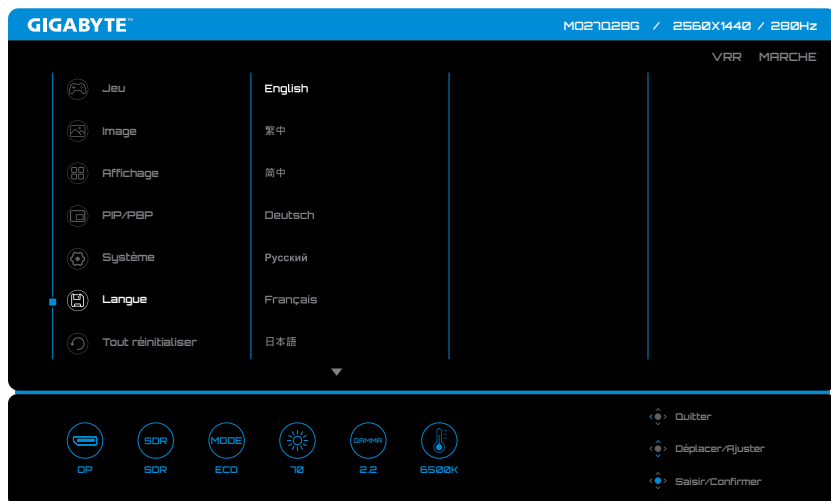 GIGABYTE™
MO27Q28G / 2560X1440 / 280Hz
VRR MARCHE
Jeu
Image
Affichage
PIP/PBP
Système
Langue
Tout réinitialiser
English
繁中
简中
Deutsch
Русский
Français
日本語
SDR
MODE
GAMMA
DP
SDR
ECO
70
2.2
6500K
Quitter
Déplacer/Ajuster
Saisir/Confirmer